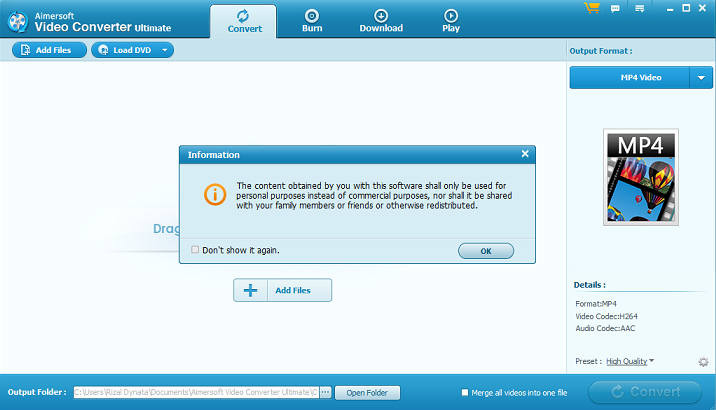 Aimersoft
Video Converter Ultimate
Convert
Burn
Download
Play
Add Files
Load DVD
Output Format :
MP4 Video
MP4
Information
The content obtained by you with this software shall only be used for
personal purposes instead of commercial purposes, nor shall it be shared
with your family members or friends or otherwise redistributed.
Don't show it again.
OK
Drag
Add Files
Details :
Format:MP4
Video Codec:H264
Audio Codec:AAC
Preset : High Quality
Output Folder : C:\Users\Rizal Dynata\Documents\Aimersoft Video Converter Ultimate\C ... Open Folder
Merge all videos into one file
Convert